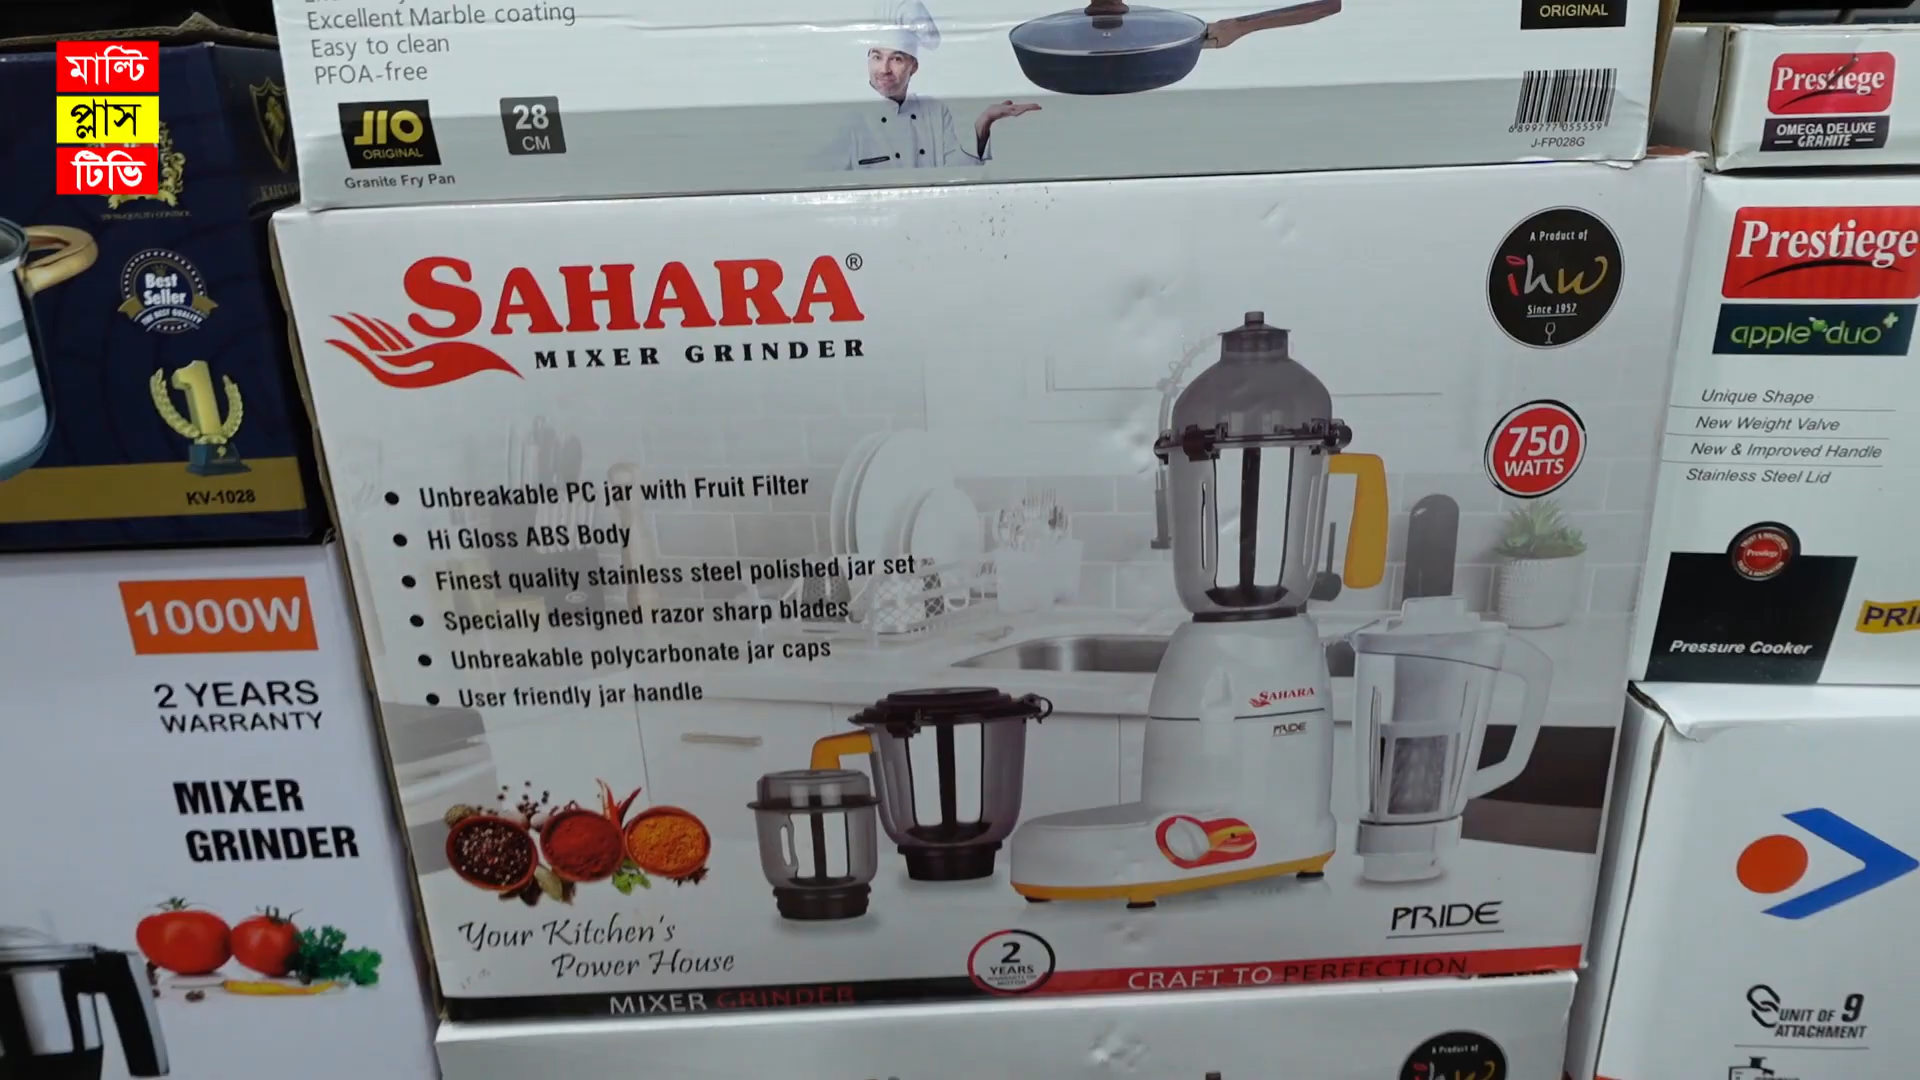 মাল্টি
প্লাস
টিভি
Excellent Marble coating
Easy to clean
PFOA-free
JIO
ORIGINAL
Granite Fry Pan
28
CM
ORIGINAL
6899777055559
J-FP028G
Best
Seller
KV-1028
1000W
2 YEARS
WARRANTY
MIXER
GRINDER
SAHARA®
MIXER GRINDER
A Product of
ihw
Since 1957
750
WATTS
Unbreakable PC jar with Fruit Filter
Hi Gloss ABS Body
Finest quality stainless steel polished jar set
Specially designed razor sharp blades
Unbreakable polycarbonate jar caps
User friendly jar handle
SAHARA
PRIDE
Your Kitchen's
Power House
PRIDE
2
YEARS
MIXER GRINDER
CRAFT TO PERFECTION
Prestiege
OMEGA DELUXE
GRANITE
Prestiege
apple duo+
Unique Shape
New Weight Valve
New & Improved Handle
Stainless Steel Lid
Prestiege
Pressure Cooker
PRI
UNIT OF 9
ATTACHMENT
A Product of